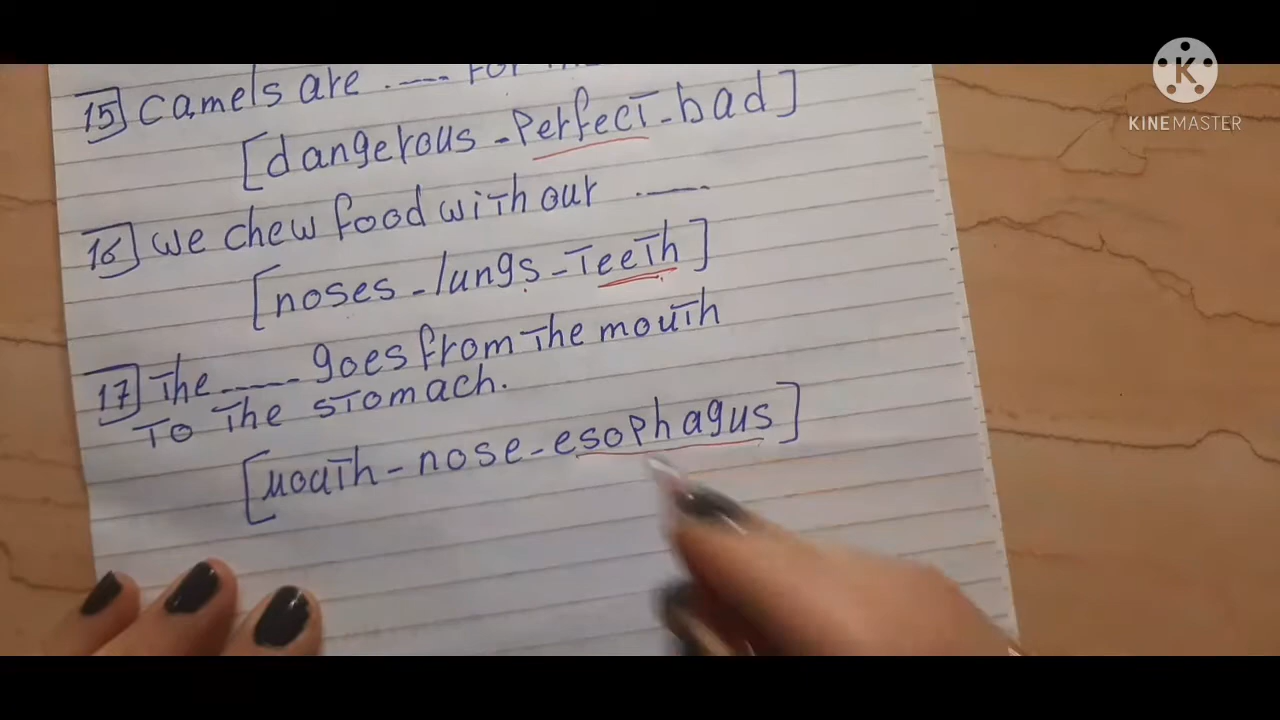 15 Camels are ....
[dangerous - Perfect - bad]
16 We chew food with our ....
[noses - lungs - Teeth]
17 The ..... goes from the mouth
To The stomach.
[Mouth - nose - esophagus]
K
KINEMASTER